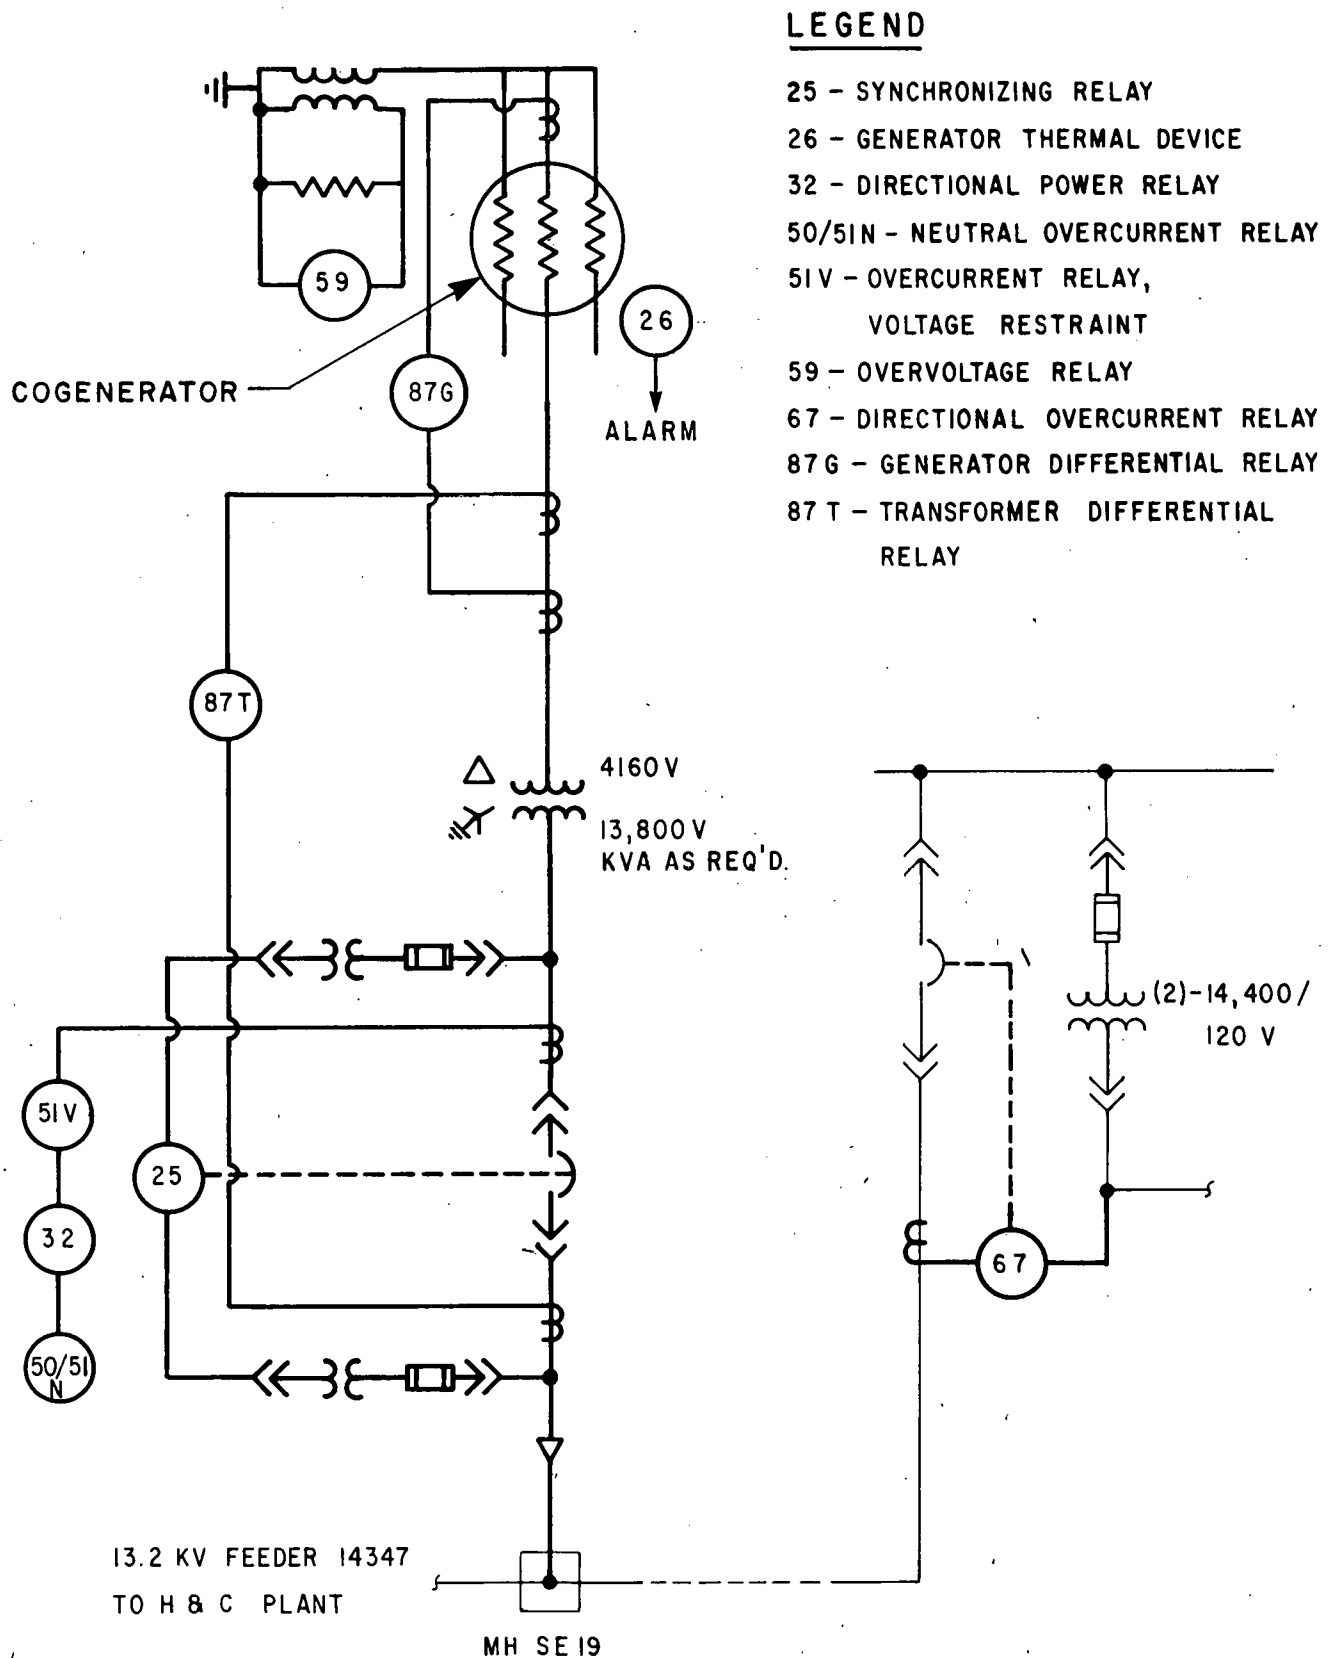 LEGEND
25 - SYNCHRONIZING RELAY
26 - GENERATOR THERMAL DEVICE
32 - DIRECTIONAL POWER RELAY
50/51N - NEUTRAL OVERCURRENT RELAY
51V - OVERCURRENT RELAY,
VOLTAGE RESTRAINT
59 - OVERVOLTAGE RELAY
67 - DIRECTIONAL OVERCURRENT RELAY
87G - GENERATOR DIFFERENTIAL RELAY
87T - TRANSFORMER DIFFERENTIAL
RELAY
59
26
COGENERATOR
87G
ALARM
87T
4160V
13,800V
KVA AS REQ'D.
(2)-14,400/
120 V
51V
25
32
67
50/51
N
13.2 KV FEEDER 14347
TO H & C PLANT
MH SE19